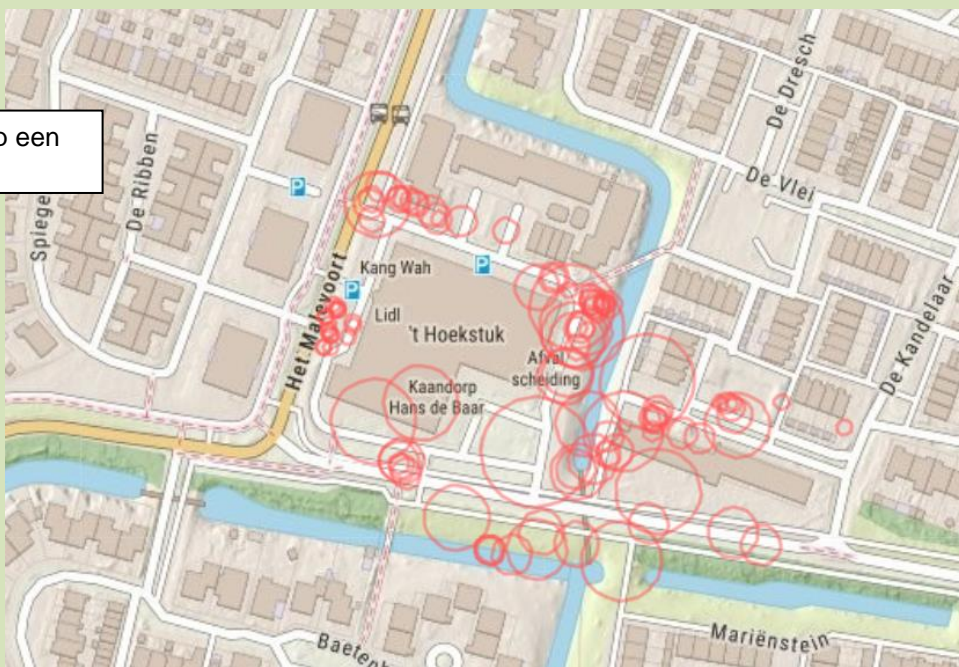 een
Spiege
De Ribben
P
De Dresch
De Vlei
Kang Wah
P
P
Lidl
't Hoekstuk
Het Malevoort
Afval
scheiding
Kaandorp
Hans de Baar
De Kandelaar
Mariënstein